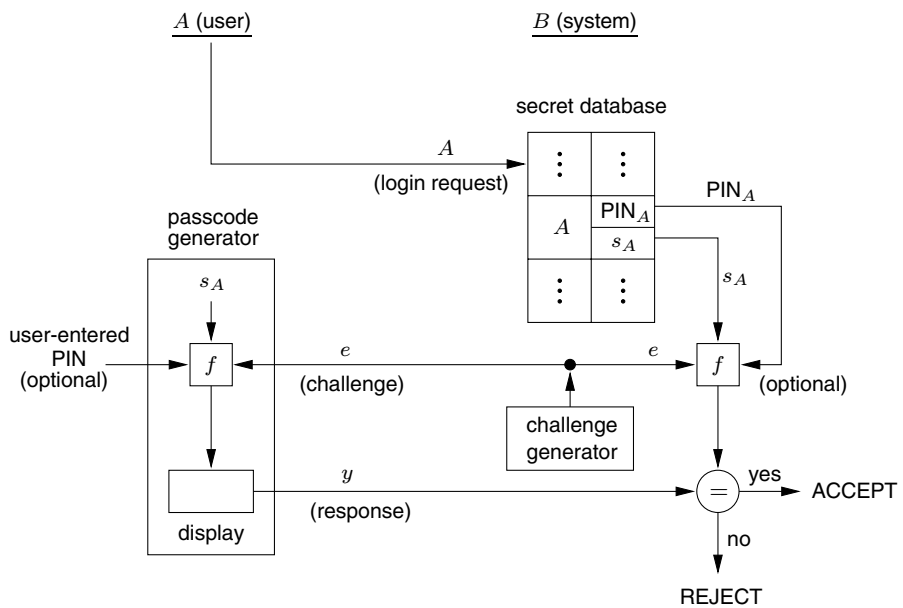 A (user)
B (system)
secret database
A
(login request)
PIN_A
PIN_A
A
s_A
s_A
passcode
generator
s_A
user-entered
PIN
(optional)
f
e
(challenge)
e
f
(optional)
challenge
generator
y
(response)
=
yes
ACCEPT
display
no
REJECT